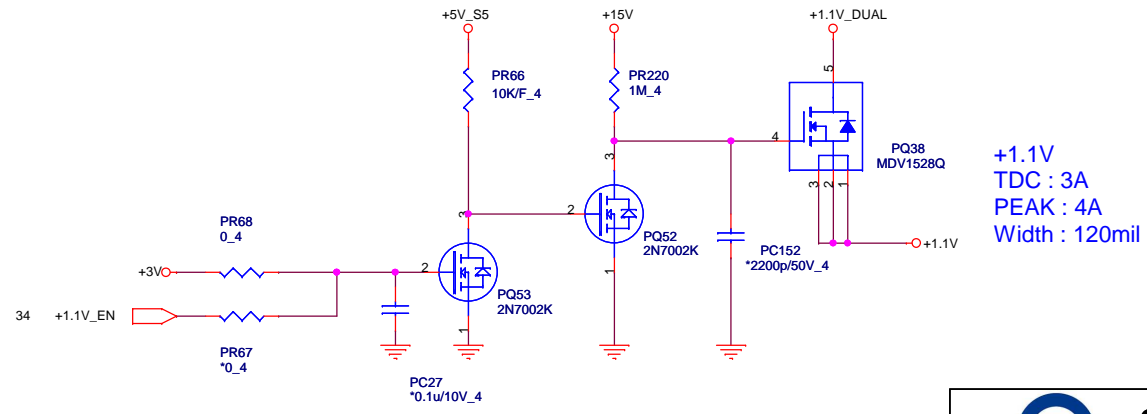 +5V_S5
+15V
+1.1V_DUAL
PR66
10K/F_4
PR220
1M_4
5
4
PQ38
MDV1528Q
3
2
1
+1.1V
+1.1V
TDC : 3A
PEAK : 4A
Width : 120mil
3
2
PQ52
2N7002K
1
PC152
*2200p/50V_4
PR68
0_4
+3V
3
2
PQ53
2N7002K
1
34
+1.1V_EN
PR67
*0_4
PC27
*0.1u/10V_4